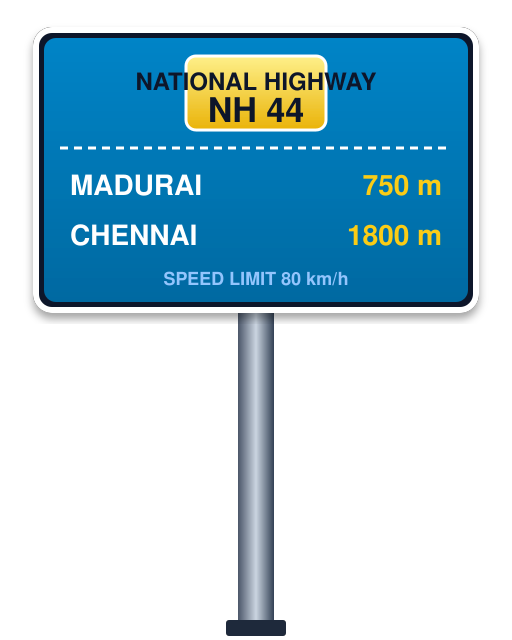 NATIONAL HIGHWAY
NH 44
MADURAI 750 m
CHENNAI 1800 m
SPEED LIMIT 80 km/h